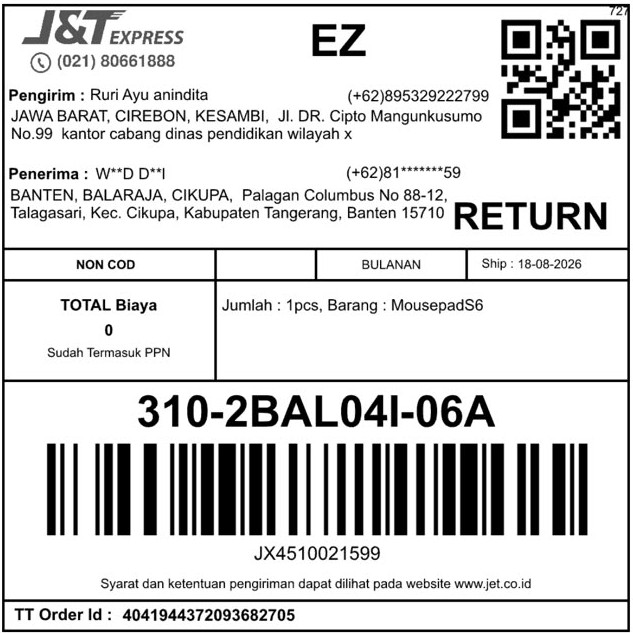 727
J&T EXPRESS
EZ
(021) 80661888
Pengirim : Ruri Ayu anindita (+62)895329222799
JAWA BARAT, CIREBON, KESAMBI, Jl. DR. Cipto Mangunkusumo
No.99 kantor cabang dinas pendidikan wilayah x
Penerima : W**D D**I (+62)81*******59
BANTEN, BALARAJA, CIKUPA, Palagan Columbus No 88-12,
Talagasari, Kec. Cikupa, Kabupaten Tangerang, Banten 15710
RETURN
NON COD BULANAN Ship : 18-08-2026
TOTAL Biaya
0
Sudah Termasuk PPN
Jumlah : 1pcs, Barang : MousepadS6
310-2BAL04I-06A
JX4510021599
Syarat dan ketentuan pengiriman dapat dilihat pada website www.jet.co.id
TT Order Id : 4041944372093682705